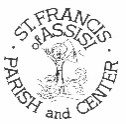 ST. FRANCIS
of ASSISI
PARISH and CENTER